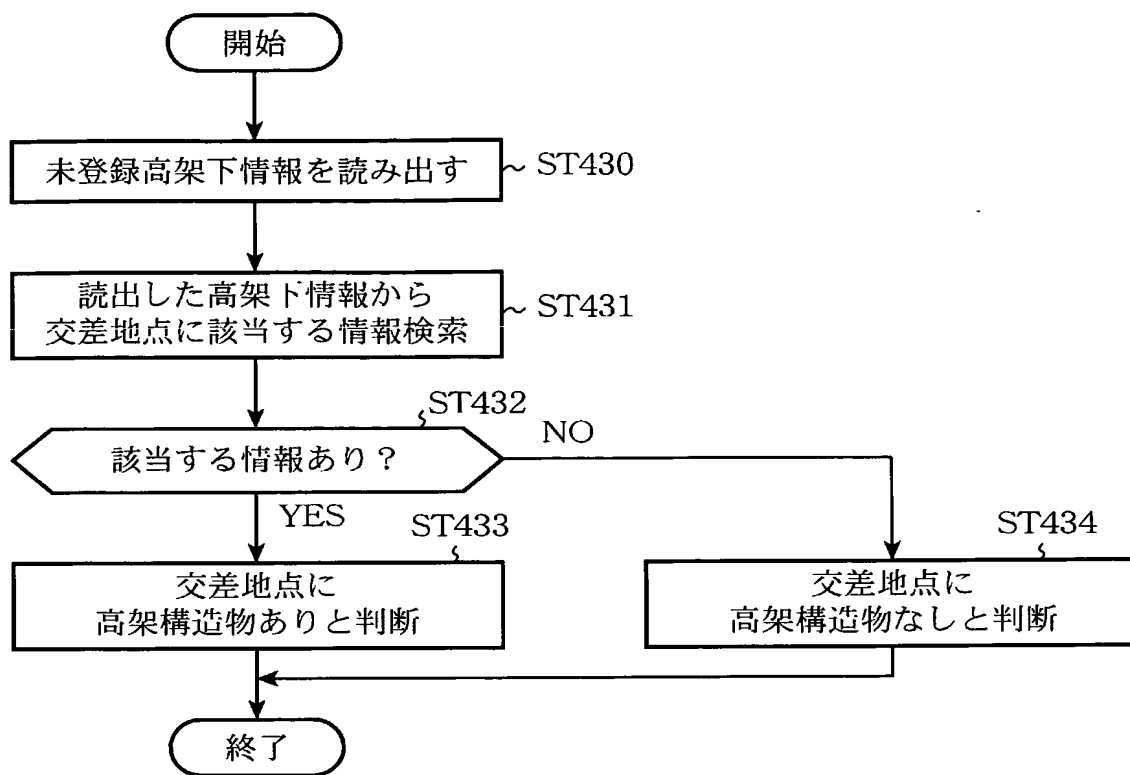 開始
未登録高架下情報を読み出す
ST430
読出した高架下情報から
交差地点に該当する情報検索
ST431
ST432
該当する情報あり?
NO
YES
ST433
交差地点に
高架構造物ありと判断
ST434
交差地点に
高架構造物なしと判断
終了